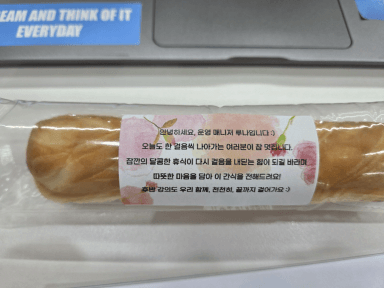 EAM AND THINK OF IT
EVERYDAY
안녕하세요, 운영 매니저 루나입니다 :)
오늘도 한 걸음씩 나아가는 여러분이 참 멋집니다.
잠깐의 달콤한 휴식이 다시 걸음을 내딛는 힘이 되길 바라며
따뜻한 마음을 담아 이 간식을 전해드려요!
후반 강의도 우리 함께, 천천히, 끝까지 걸어가요 :)